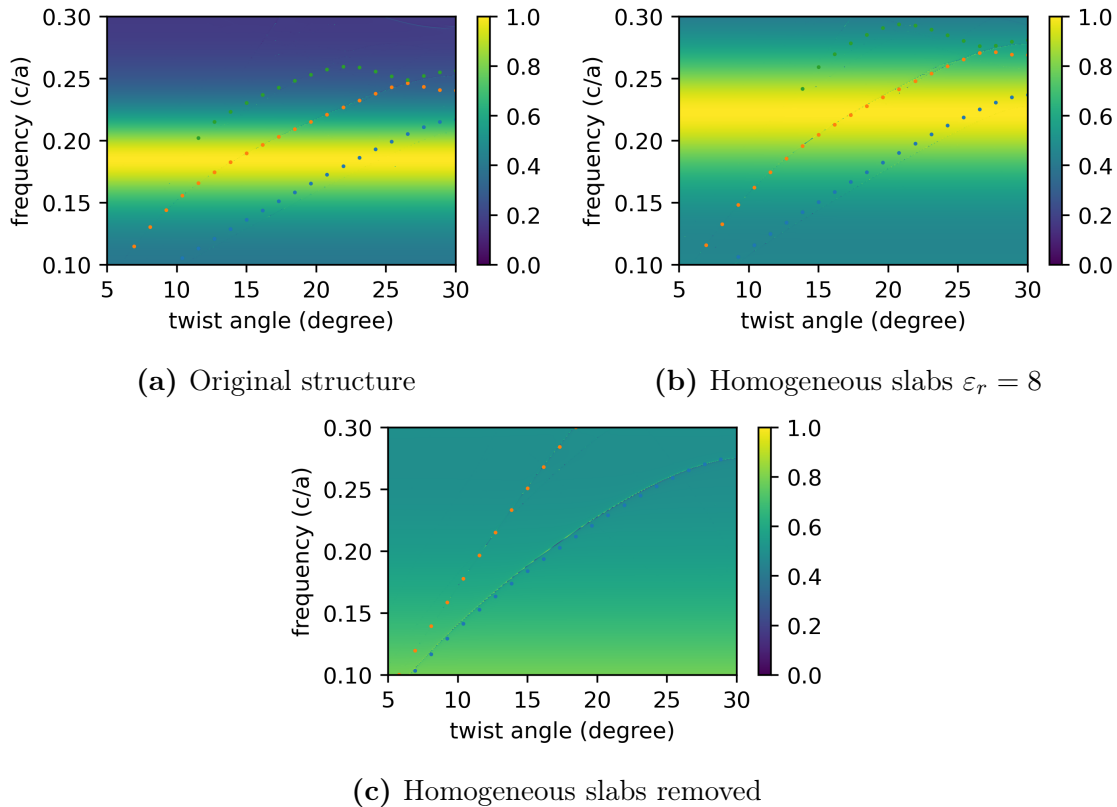 0.30
0.25
0.20
0.15
0.10
frequency (c/a)
5 10 15 20 25 30
twist angle (degree)
1.0
0.8
0.6
0.4
0.2
0.0
(a) Original structure
0.30
0.25
0.20
0.15
0.10
frequency (c/a)
5 10 15 20 25 30
twist angle (degree)
1.0
0.8
0.6
0.4
0.2
0.0
(b) Homogeneous slabs εr = 8
0.30
0.25
0.20
0.15
0.10
frequency (c/a)
5 10 15 20 25 30
twist angle (degree)
1.0
0.8
0.6
0.4
0.2
0.0
(c) Homogeneous slabs removed